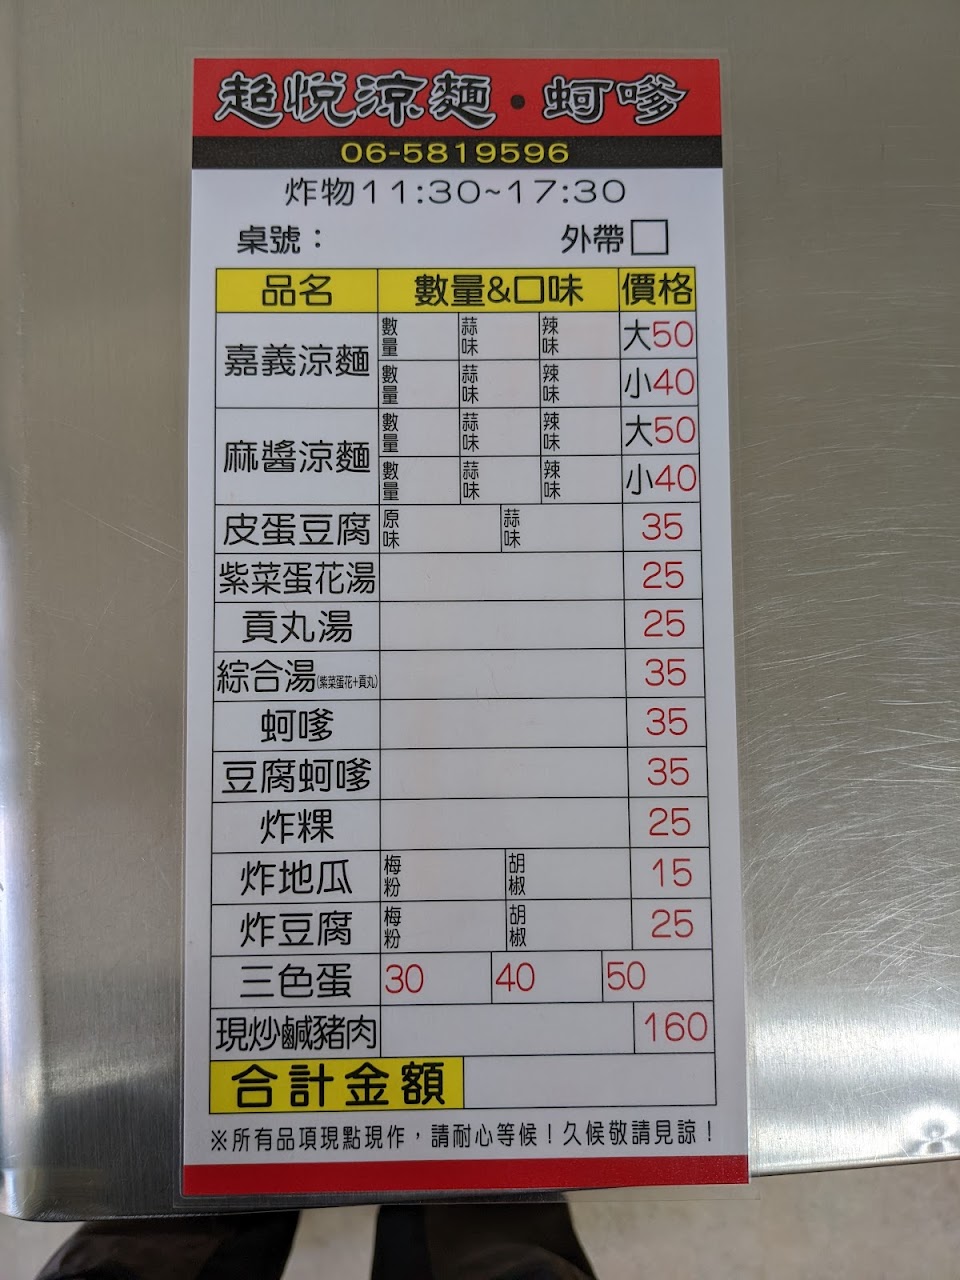 超悅涼麵・蚵嗲
06-5819596
炸物11:30~17:30
桌號： 外帶□
品名 數量&口味 價格
嘉義涼麵 數量 蒜味 辣味 大50
數量 蒜味 辣味 小40
麻醬涼麵 數量 蒜味 辣味 大50
數量 蒜味 辣味 小40
皮蛋豆腐 原味 蒜味 35
紫菜蛋花湯 25
貢丸湯 25
綜合湯(紫菜蛋花+貢丸) 35
蚵嗲 35
豆腐蚵嗲 35
炸粿 25
炸地瓜 梅粉 胡椒 15
炸豆腐 梅粉 胡椒 25
三色蛋 30 40 50
現炒鹹豬肉 160
合計金額
※所有品項現點現作，請耐心等候！久候敬請見諒！